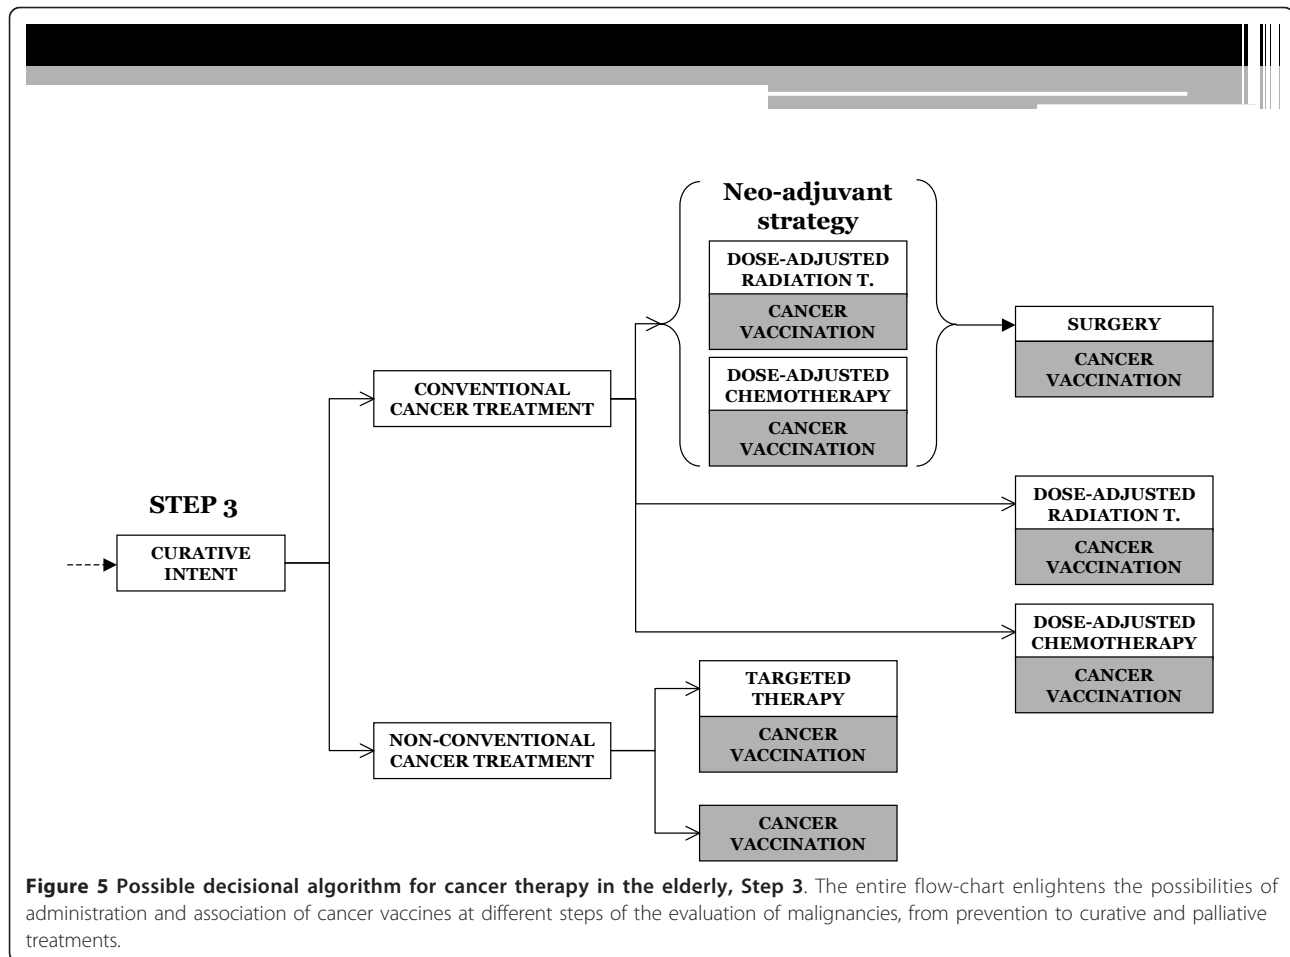 Neo-adjuvant
strategy
DOSE-ADJUSTED
RADIATION T.
CANCER
VACCINATION
DOSE-ADJUSTED
CHEMOTHERAPY
CANCER
VACCINATION
SURGERY
CANCER
VACCINATION
CONVENTIONAL
CANCER TREATMENT
STEP 3
CURATIVE
INTENT
DOSE-ADJUSTED
RADIATION T.
CANCER
VACCINATION
DOSE-ADJUSTED
CHEMOTHERAPY
CANCER
VACCINATION
NON-CONVENTIONAL
CANCER TREATMENT
TARGETED
THERAPY
CANCER
VACCINATION
CANCER
VACCINATION
Figure 5 Possible decisional algorithm for cancer therapy in the elderly, Step 3. The entire flow-chart enlightens the possibilities of
administration and association of cancer vaccines at different steps of the evaluation of malignancies, from prevention to curative and palliative
treatments.